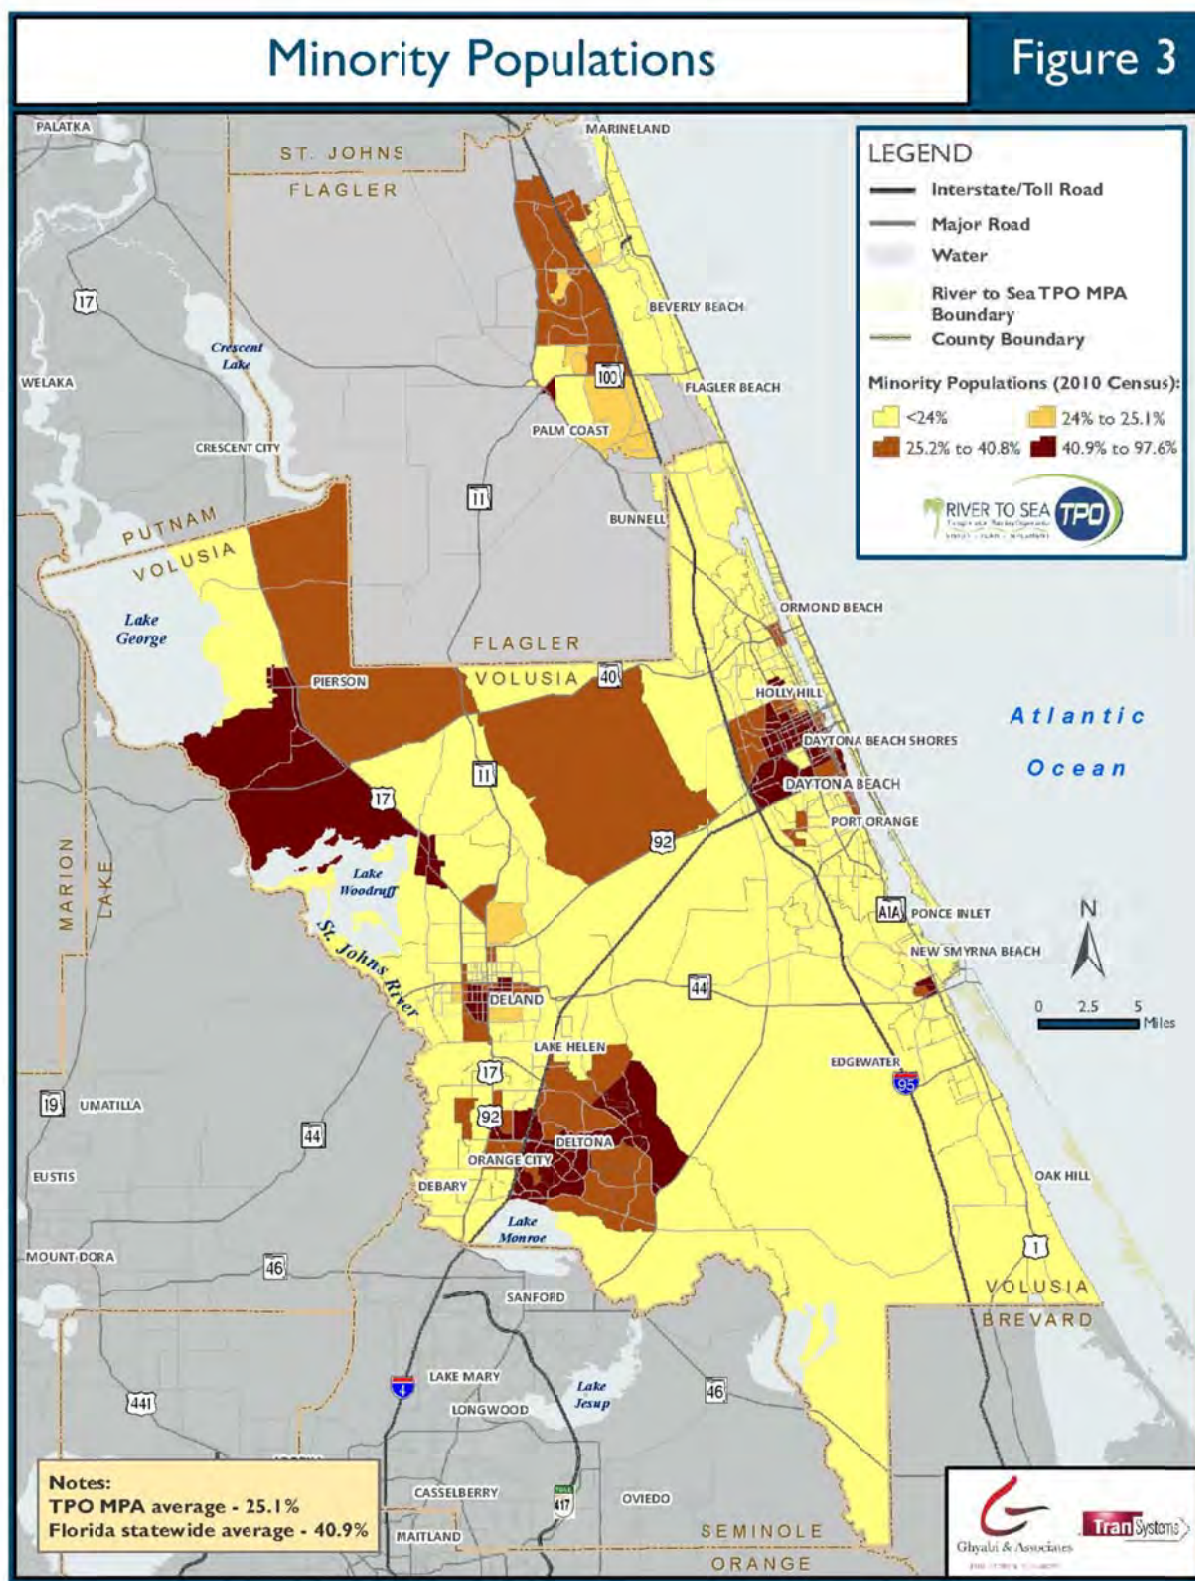 Minority Populations
Figure 3
PALATKA
MARINELAND
ST. JOHNS
FLAGLER
LEGEND
Interstate/Toll Road
Major Road
Water
River to Sea TPO MPA
Boundary
County Boundary
Minority Populations (2010 Census):
<24%
24% to 25.1%
25.2% to 40.8%
40.9% to 97.6%
RIVER TO SEA
TPO
17
BEVERLY BEACH
Crescent
Lake
WELAKA
100
FLAGLER BEACH
PALM COAST
CRESCENT CITY
11
BUNNELL
PUTNAM
VOLUSIA
Lake
George
ORMOND BEACH
FLAGLER
VOLUSIA
40
PIERSON
HOLLY HILL
Atlantic
Ocean
DAYTONA BEACH SHORES
11
DAYTONA BEACH
17
PORT ORANGE
92
MARION
LAKE
Lake
Woodruff
A1A
PONCE INLET
N
St. Johns River
NEW SMYRNA BEACH
44
DELAND
0 2.5 5
Miles
LAKE HELEN
EDGEWATER
17
95
19
UMATILLA
92
44
DELTONA
ORANGE CITY
EUSTIS
DEBARY
OAK HILL
Lake
Monroe
MOUNT DORA
46
1
VOLUSIA
BREVARD
SANFORD
LAKE MARY
4
Lake
Jesup
46
441
LONGWOOD
Notes:
TPO MPA average - 25.1%
Florida statewide average - 40.9%
CASSELBERRY
TOLL
417
OVIEDO
MAITLAND
SEMINOLE
ORANGE
Ghyabi & Associates
TranSystems